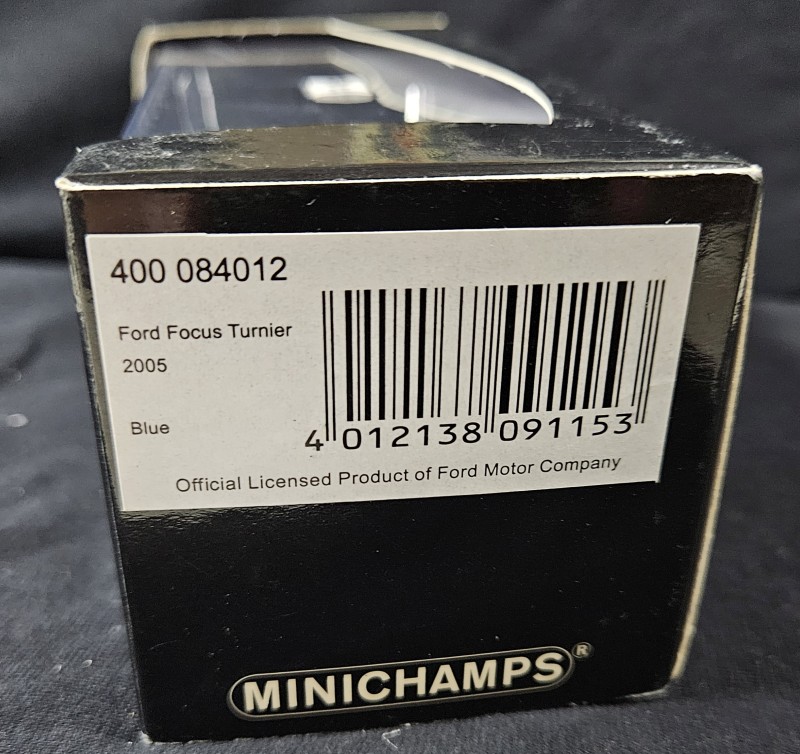 400 084012
Ford Focus Turnier
2005
Blue
4 012138 091153
Official Licensed Product of Ford Motor Company
MINICHAMPS®